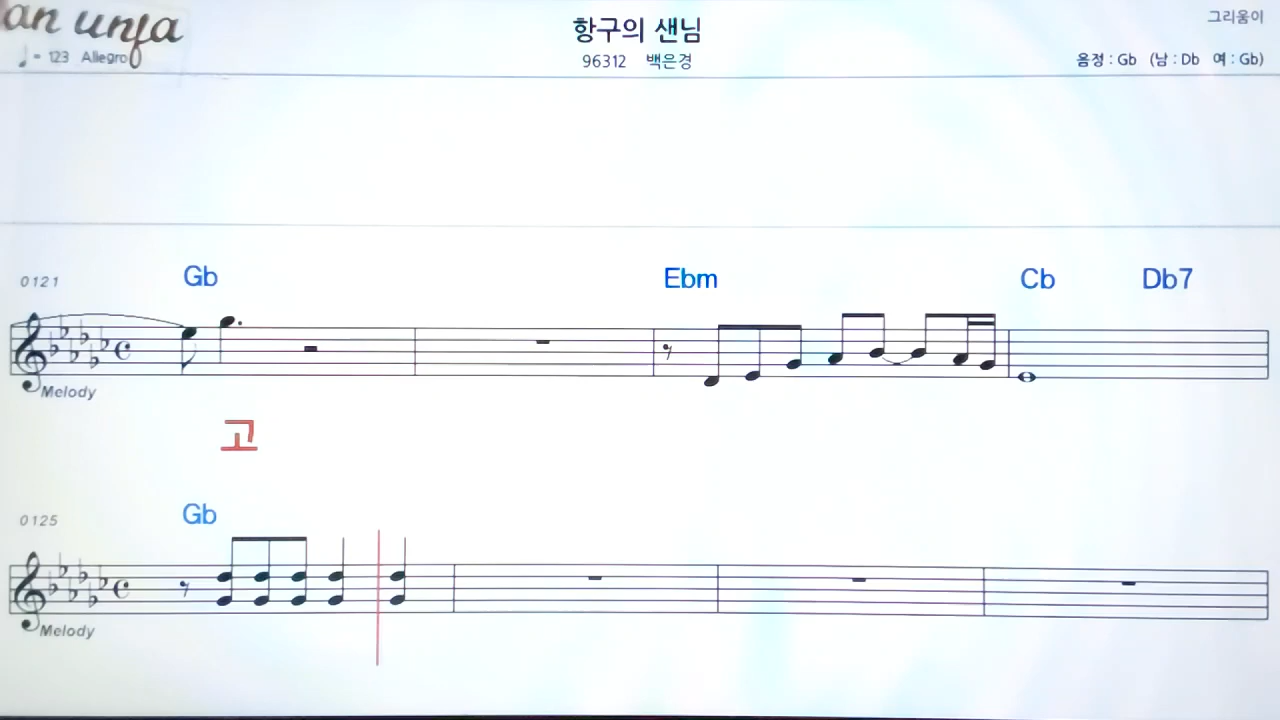 an unfa
그리움이
항구의 샌님
♩= 123 Allegro
96312 백은경
음정 : Gb (남 : Db 여 : Gb)
0121 Gb Ebm Cb Db7
Melody
고
0125 Gb
Melody